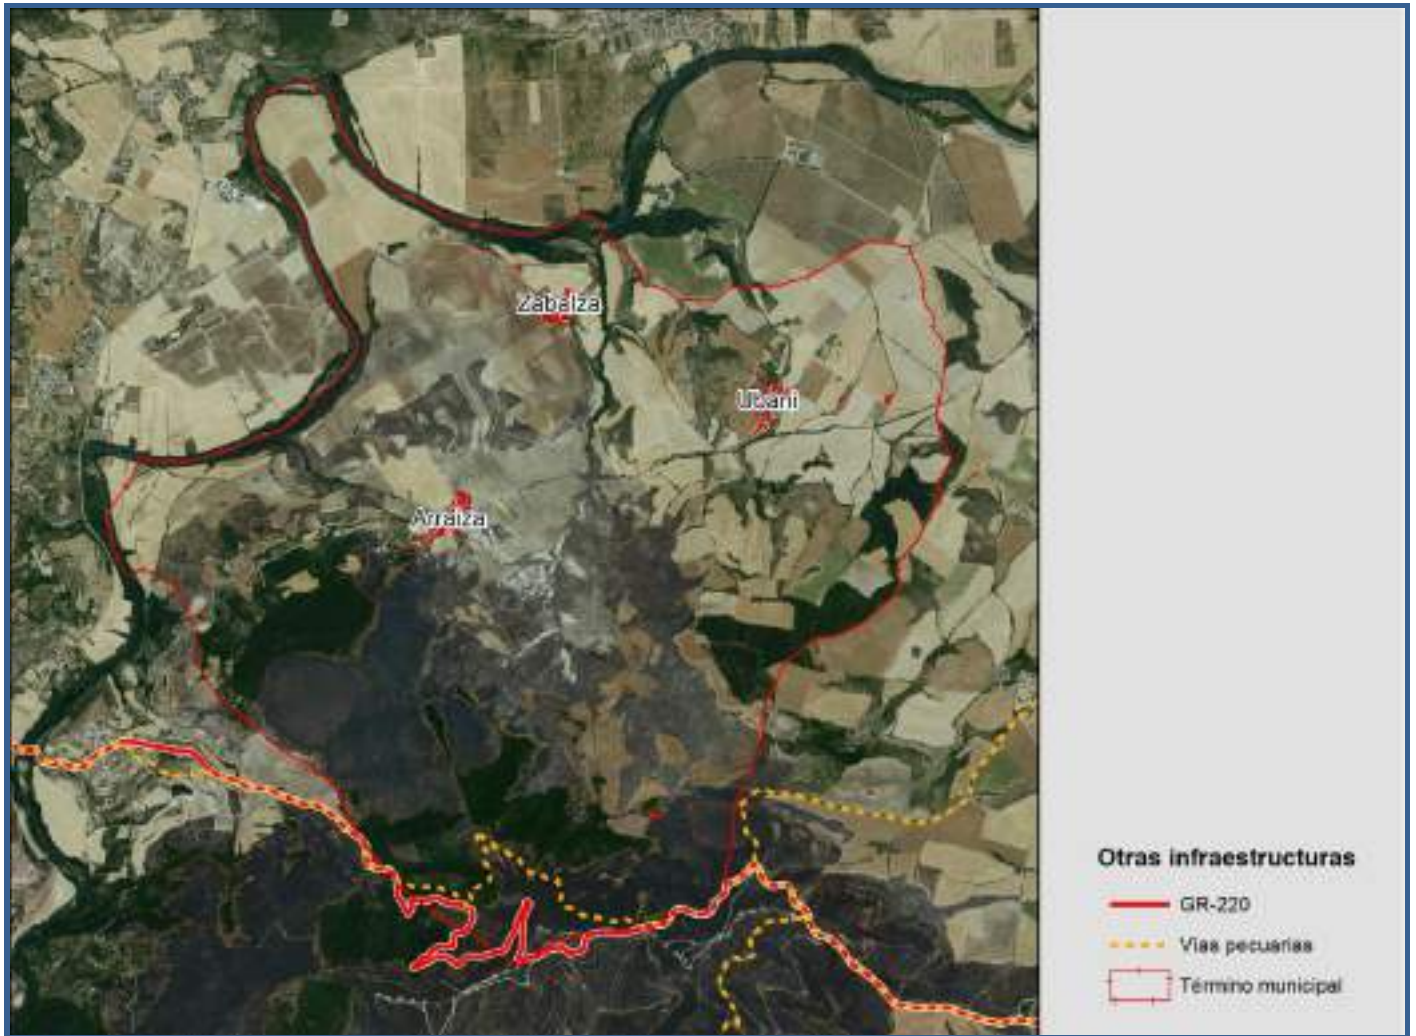 Zabalza
Ubani
Arraiza
Otras infraestructuras
GR-220
Vías pecuarias
Término municipal